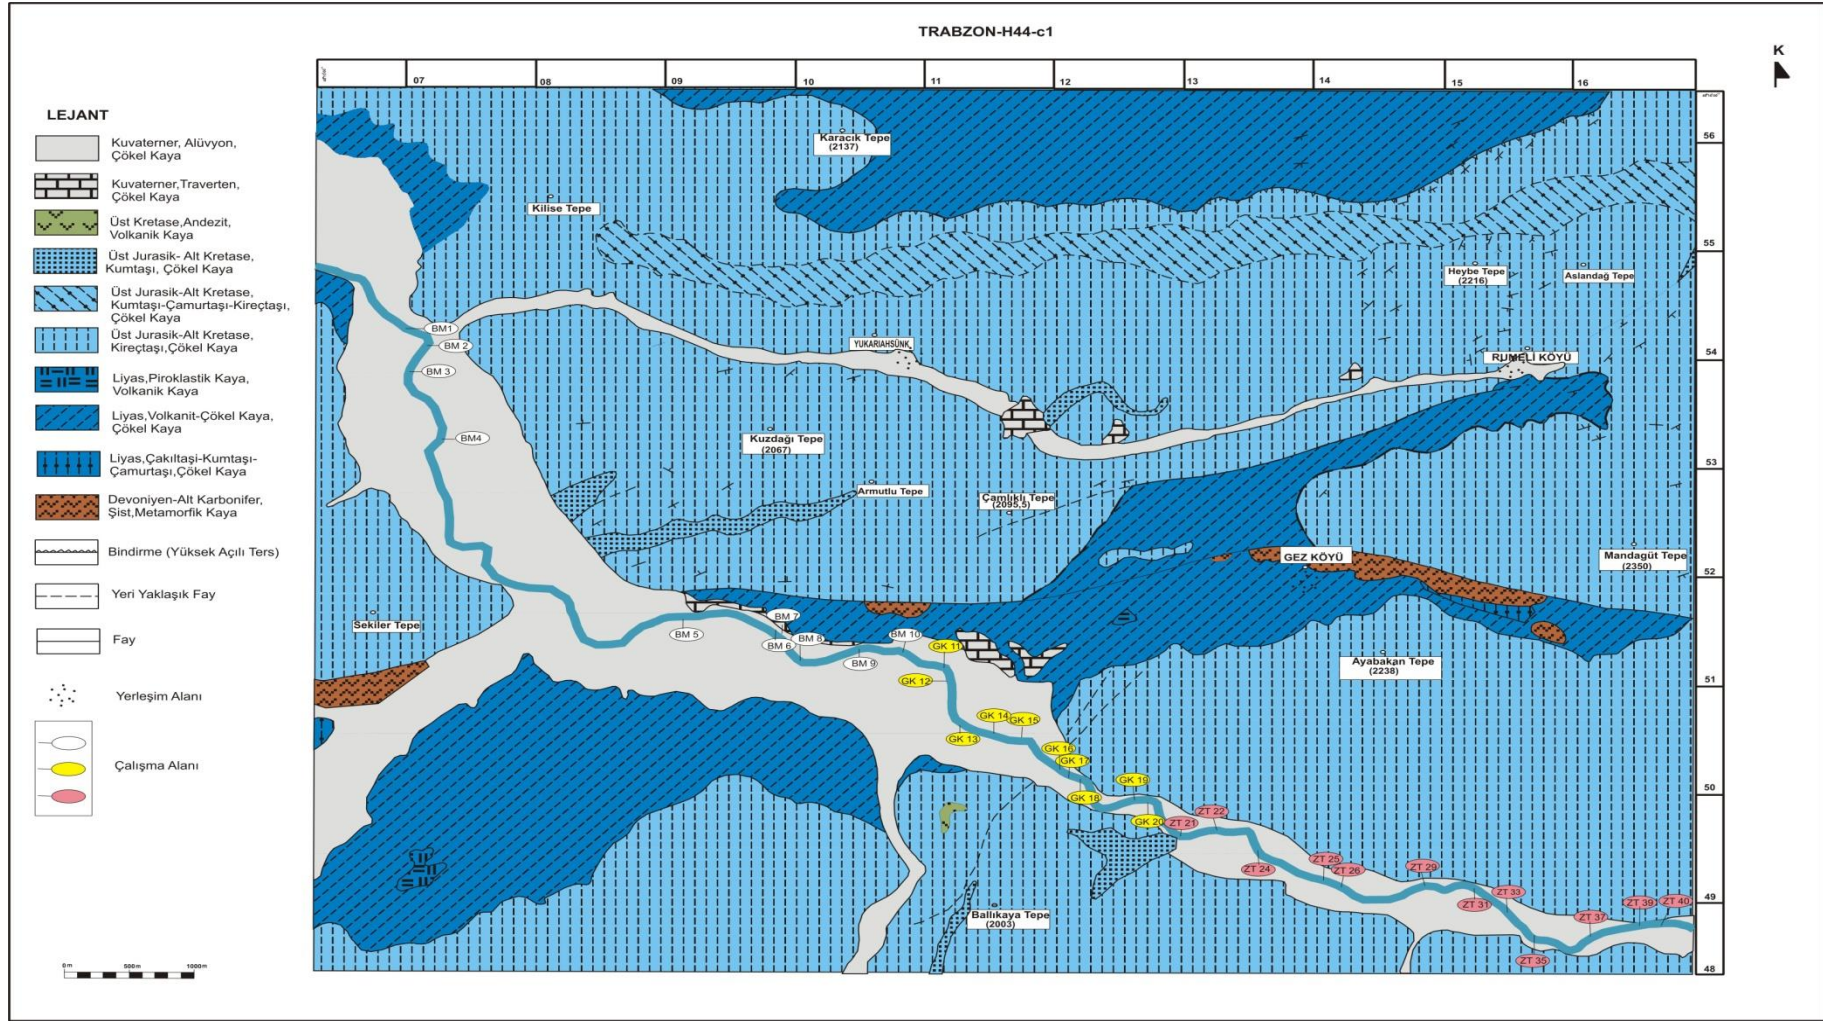 TRABZON-H44-c1
K
07 08 09 10 11 12 13 14 15 16
LEJANT
Kuvaterner, Alüvyon,
Çökel Kaya
Kuvaterner,Traverten,
Çökel Kaya
Üst Kretase,Andezit,
Volkanik Kaya
Üst Jurasik- Alt Kretase,
Kumtaşı, Çökel Kaya
Üst Jurasik-Alt Kretase,
Kumtaşı-Çamurtaşı-Kireçtaşı,
Çökel Kaya
Üst Jurasik-Alt Kretase,
Kireçtaşı,Çökel Kaya
Liyas,Piroklastik Kaya,
Volkanik Kaya
Liyas,Volkanit-Çökel Kaya,
Çökel Kaya
Liyas,Çakıltaşi-Kumtaşı-
Çamurtaşı,Çökel Kaya
Devoniyen-Alt Karbonifer,
Şist,Metamorfik Kaya
Bindirme (Yüksek Açılı Ters)
Yeri Yaklaşık Fay
Fay
Yerleşim Alanı
Çalışma Alanı
0 m 500m 1000m
56
55
54
53
52
51
50
49
48
Karacık Tepe
(2137)
Kilise Tepe
Heybe Tepe
(2216)
Aslandağ Tepe
BM1
BM 2
BM 3
BM4
YUKARIAHSÜNK
RUMELİ KÖYÜ
Kuzdağı Tepe
(2067)
Armutlu Tepe
Çamlıklı Tepe
(2095,5)
GEZ KÖYÜ
Mandagüt Tepe
(2350)
Sekiler Tepe
BM 5
BM 7
BM 6
BM 8
BM 9
BM 10
GK 11
GK 12
Ayabakan Tepe
(2238)
GK 14
GK 15
GK 13
GK 16
GK 17
GK 18
GK 19
GK 20
ZT 21
ZT 22
ZT 24
ZT 25
ZT 26
ZT 29
ZT 31
ZT 33
ZT 35
ZT 37
ZT 39
ZT 40
Ballıkaya Tepe
(2003)